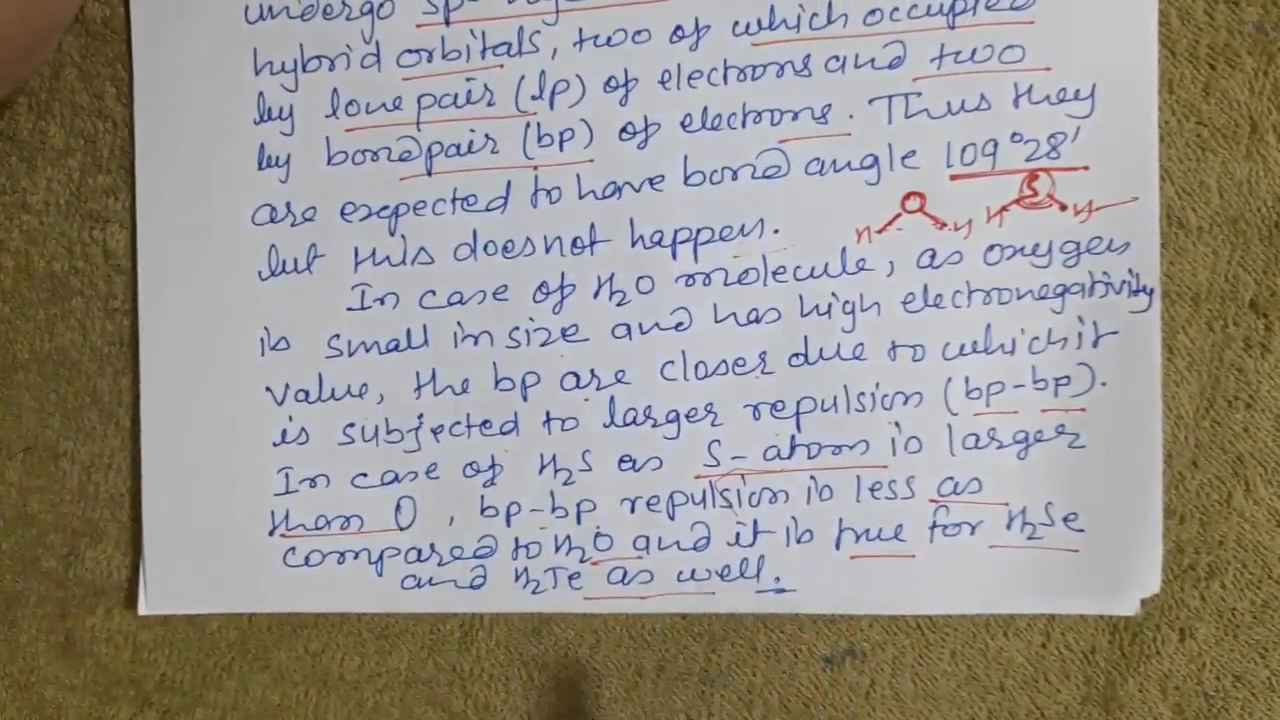 undergo sp
hybrid orbitals, two of which occupied
by lone pair (lp) of electrons and two
by bond pair (bp) of electrons. Thus they
are expected to have bond angle 109°28'
but this does not happen.
O S
H H H H
In case of H2O molecule, as oxygen
is small in size and has high electronegativity
value, the bp are closer due to which it
is subjected to larger repulsion (bp-bp).
In case of H2S as S-atom is larger
than O, bp-bp repulsion is less as
compared to H2O and it is true for H2Se
and H2Te as well.